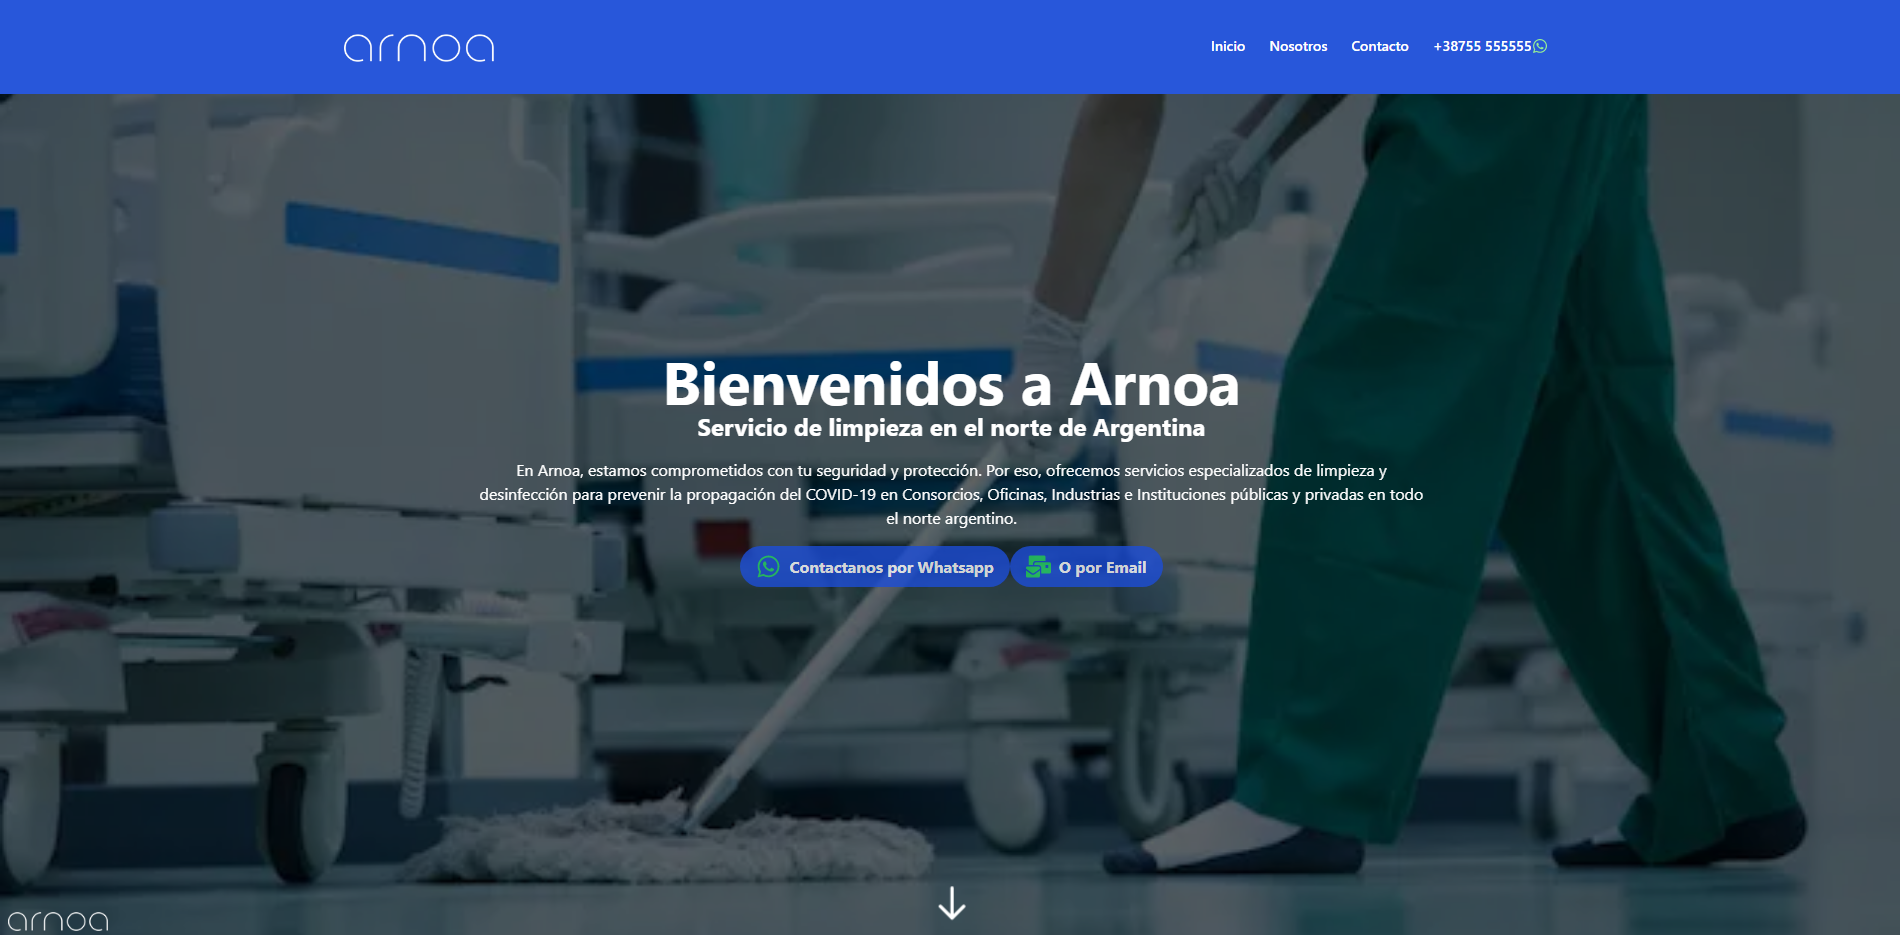 arnoa
Inicio
Nosotros
Contacto
+38755 555555
Bienvenidos a Arnoa
Servicio de limpieza en el norte de Argentina
En Arnoa, estamos comprometidos con tu seguridad y protección. Por eso, ofrecemos servicios especializados de limpieza y
desinfección para prevenir la propagación del COVID-19 en Consorcios, Oficinas, Industrias e Instituciones públicas y privadas en todo
el norte argentino.
Contactanos por Whatsapp
O por Email
arnoa